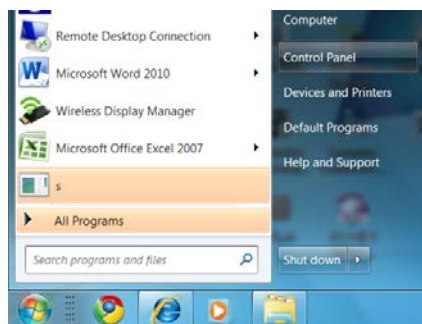 Remote Desktop Connection
Microsoft Word 2010
Wireless Display Manager
Microsoft Office Excel 2007
s
All Programs
Search programs and files
Computer
Control Panel
Devices and Printers
Default Programs
Help and Support
Shut down